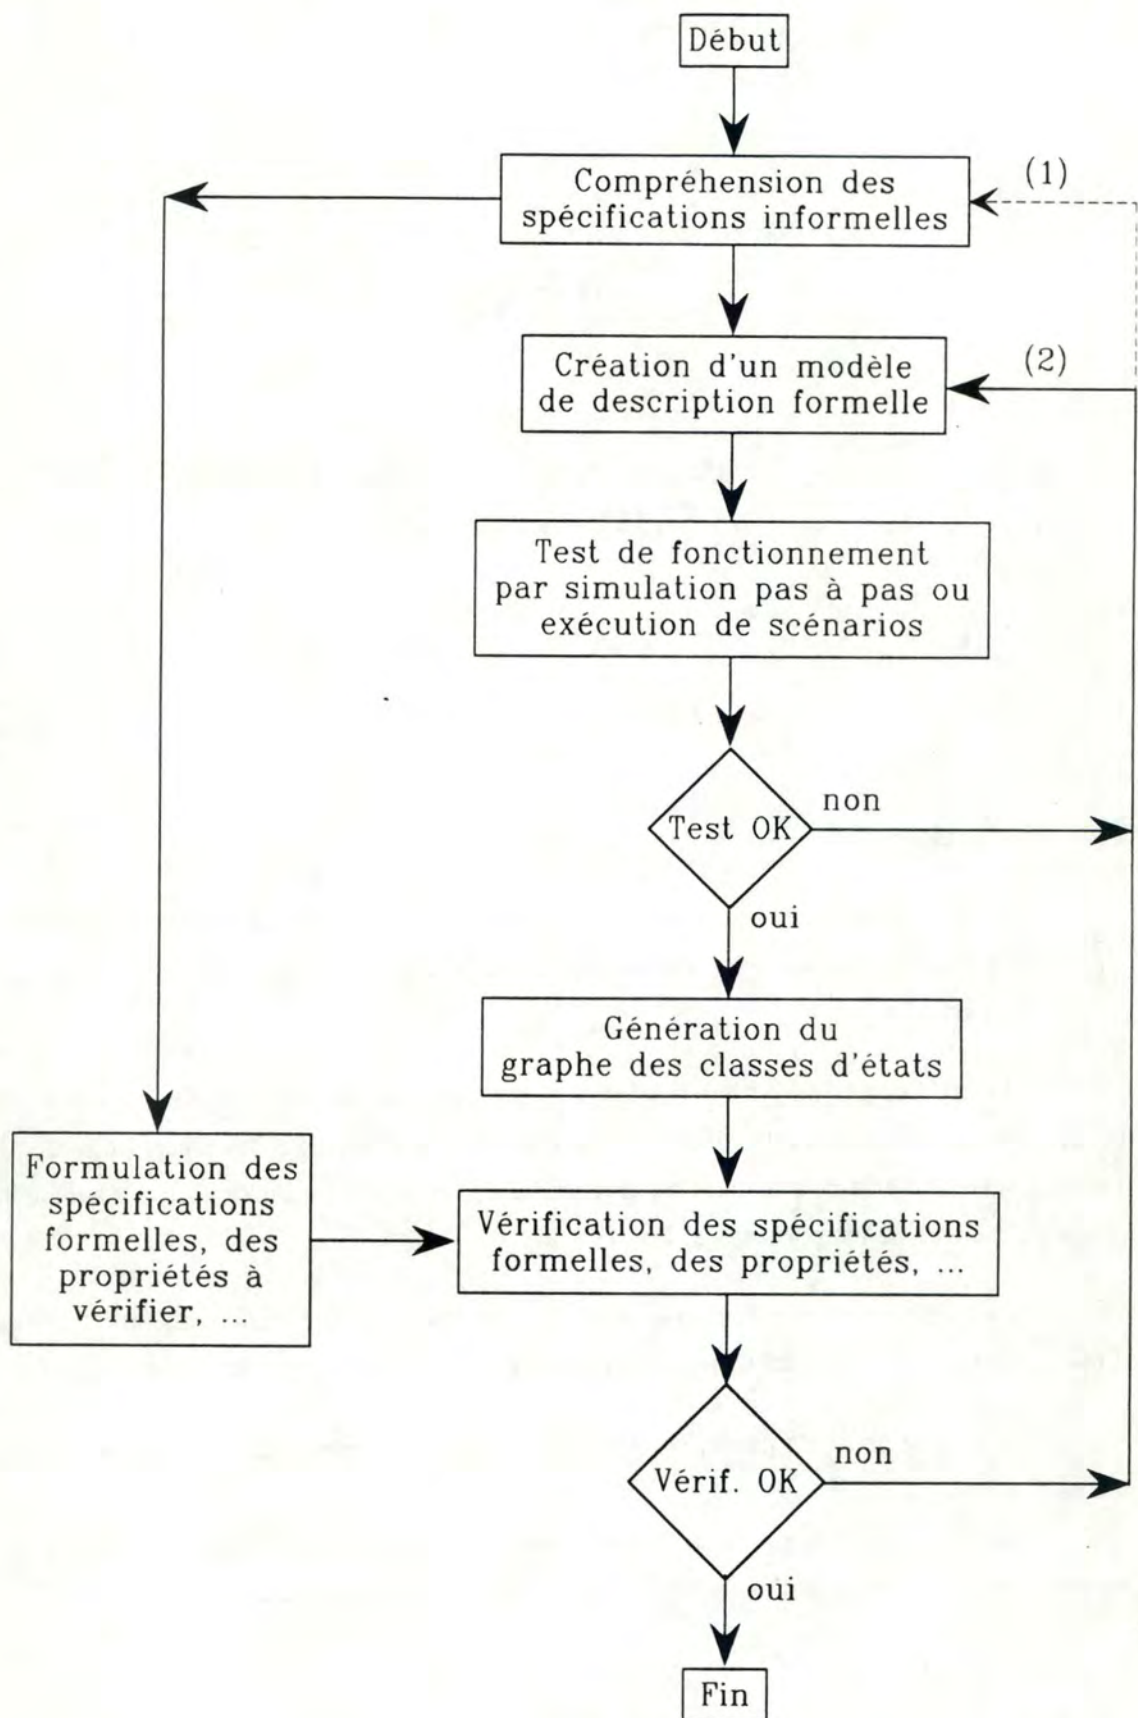 Début
Compréhension des
spécifications informelles
(1)
Création d'un modèle
de description formelle
(2)
Test de fonctionnement
par simulation pas à pas ou
exécution de scénarios
Test OK
non
oui
Génération du
graphe des classes d'états
Formulation des
spécifications
formelles, des
propriétés à
vérifier, ...
Vérification des spécifications
formelles, des propriétés, ...
Vérif. OK
non
oui
Fin